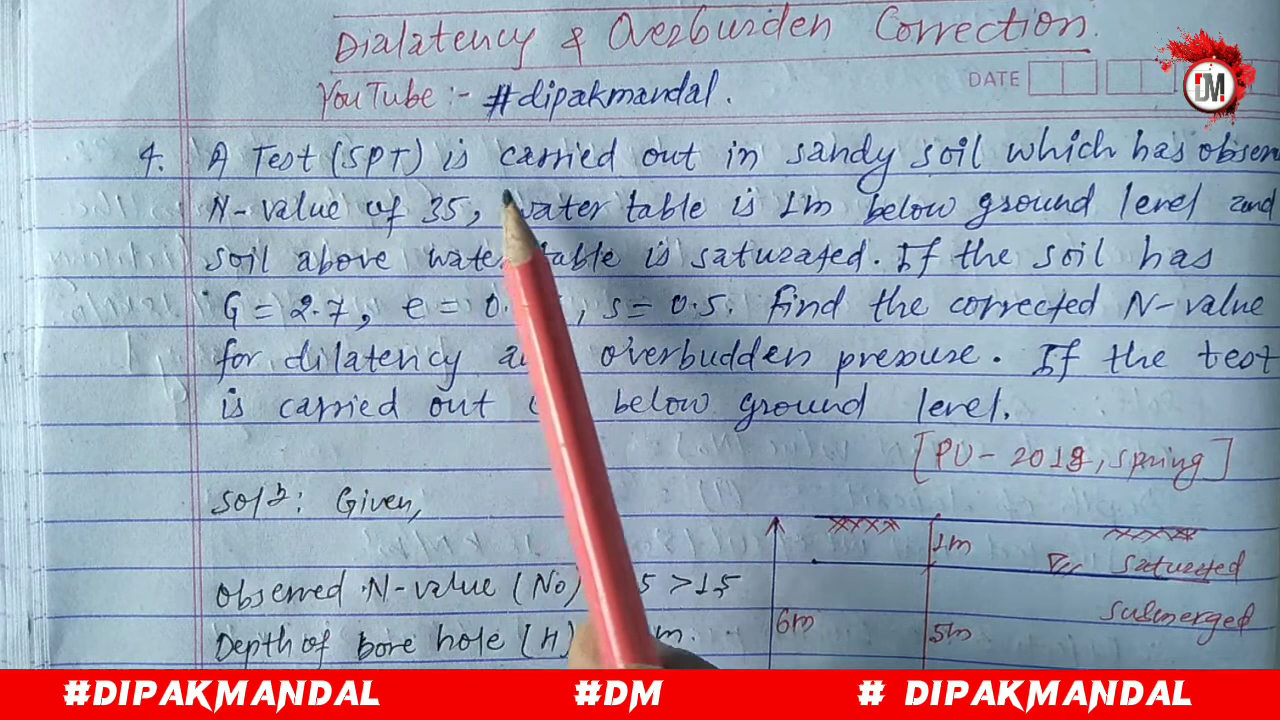 Dialatency & Overburden Correction.
YouTube :- #dipakmandal.
DATE
DM
4. A Test (SPT) is carried out in sandy soil which has obser
N-value of 35, water table is 1m below ground level and
soil above wate table is saturated. If the soil has
G = 2.7, e = 0. , s = 0.5. find the corrected N-value
for dilatency a overbudden pressure. If the test
is carried out below ground level.
[PU - 2018, spring]
Solⁿ: Given,
1m
saturated
Observed N-value (No) 5 > 15
submerged
6m
5m
Depth of bore hole (H) m.
#DIPAKMANDAL #DM # DIPAKMANDAL